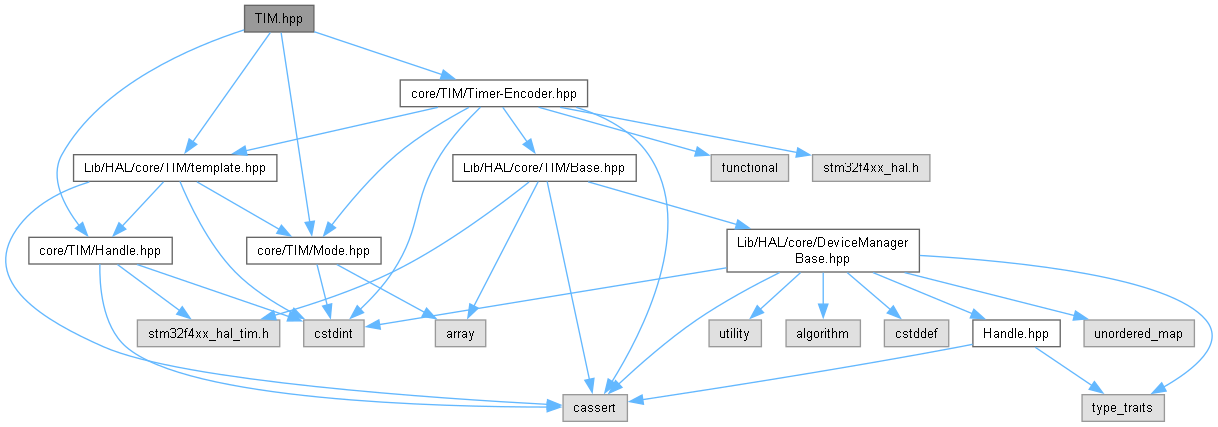 TIM.hpp
core/TIM/Timer-Encoder.hpp
Lib/HAL/core/TIM/template.hpp
Lib/HAL/core/TIM/Base.hpp
functional
stm32f4xx_hal.h
core/TIM/Handle.hpp
core/TIM/Mode.hpp
Lib/HAL/core/DeviceManager
Base.hpp
stm32f4xx_hal_tim.h
cstdint
array
utility
algorithm
cstddef
Handle.hpp
unordered_map
cassert
type_traits